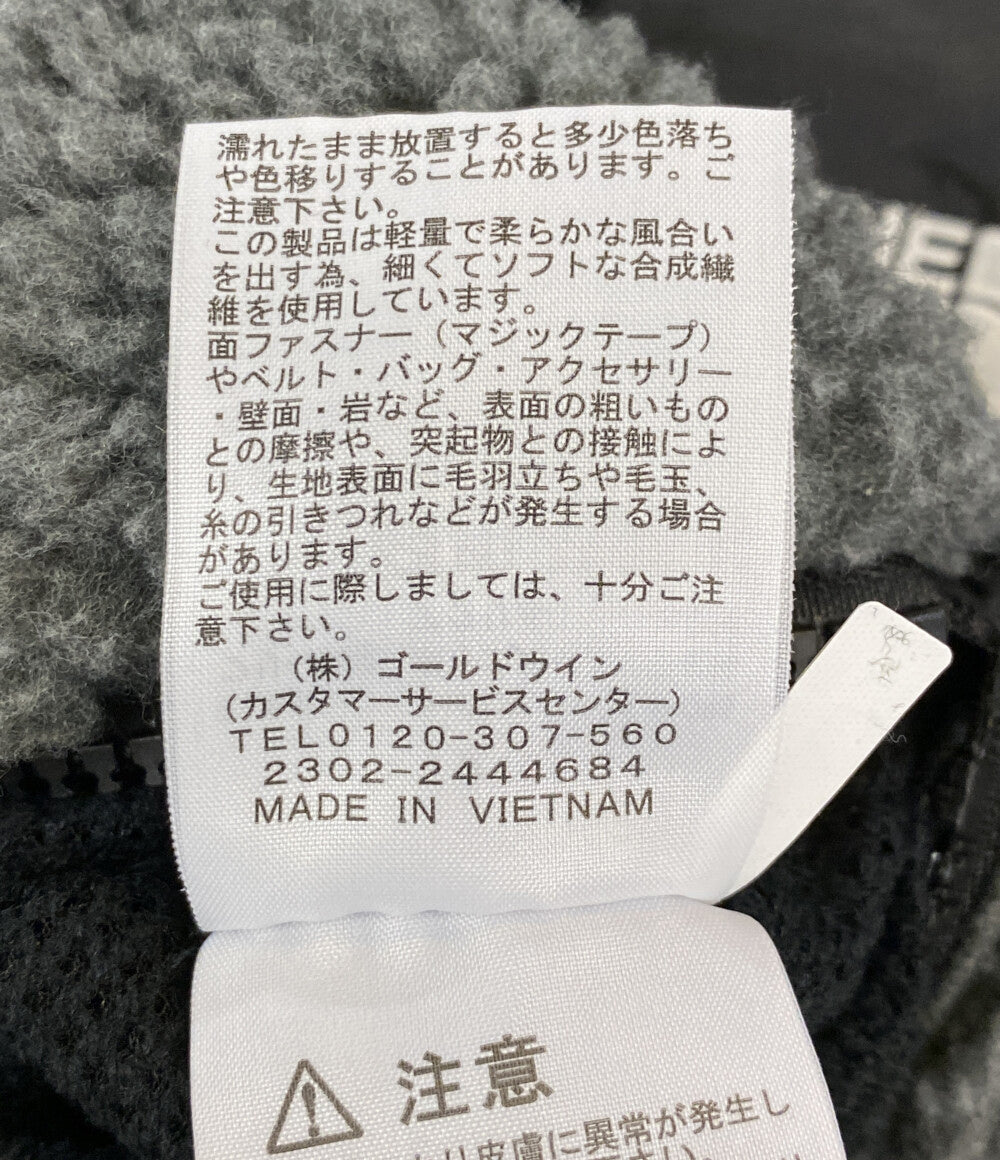 濡れたまま放置すると多少色落ち
や色移りすることがあります。ご
注意下さい。
この製品は軽量で柔らかな風合い
を出す為、細くてソフトな合成繊
維を使用しています。
面ファスナー（マジックテープ）
やベルト・バッグ・アクセサリー
・壁面・岩など、表面の粗いもの
との摩擦や、突起物との接触によ
り、生地表面に毛羽立ちや毛玉、
糸の引きつれなどが発生する場合
があります。
ご使用に際しましては、十分ご注
意下さい。
（株）ゴールドウイン
(カスタマーサービスセンター)
TEL0120-307-560
2302-2444684
MADE IN VIETNAM
注意
り皮膚に異常が発生し